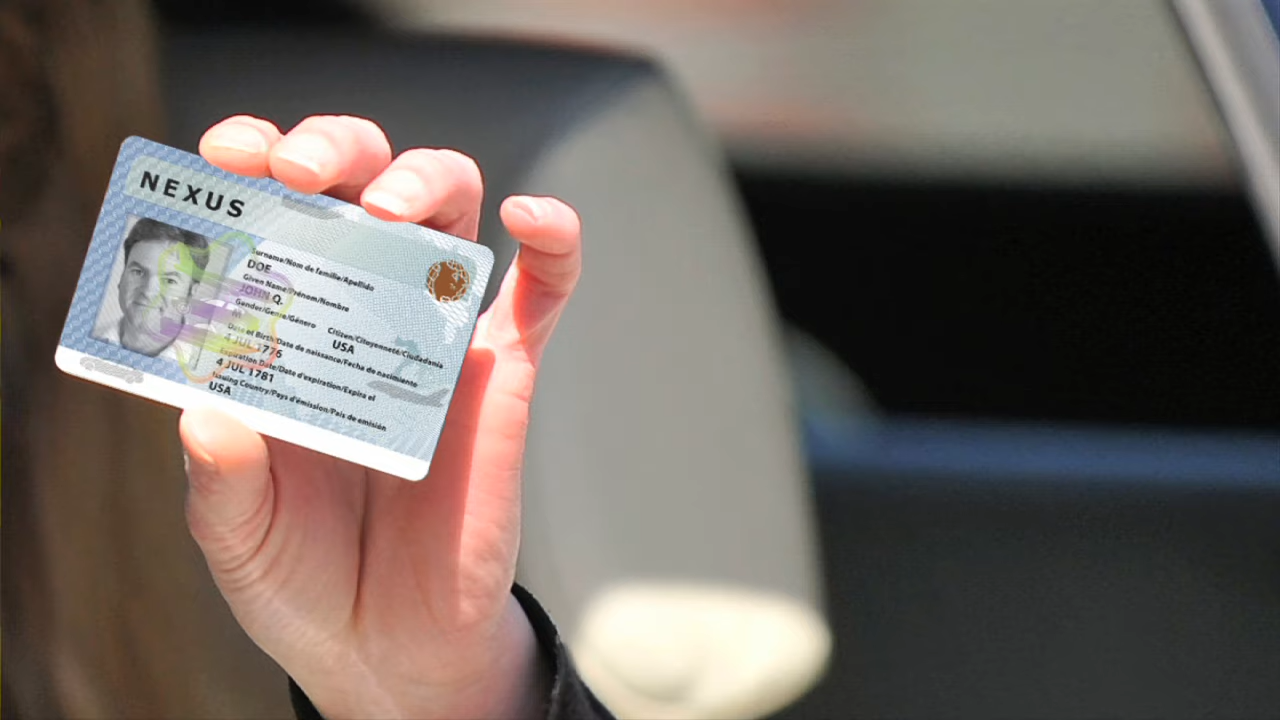 NEXUS
Surname/Nom de famille/Apellido
DOE
Given Name/Prénom/Nombre
JOHN Q.
Gender/Genre/Género
Citizen/Citoyenneté/Ciudadania
USA
Date of Birth/Date de naissance/Fecha de nacimiento
4 JUL 1776
Expiration Date/Date d'expiration/Expira el
4 JUL 1781
Issuing Country/Pays d'émission/Pais de emisión
USA